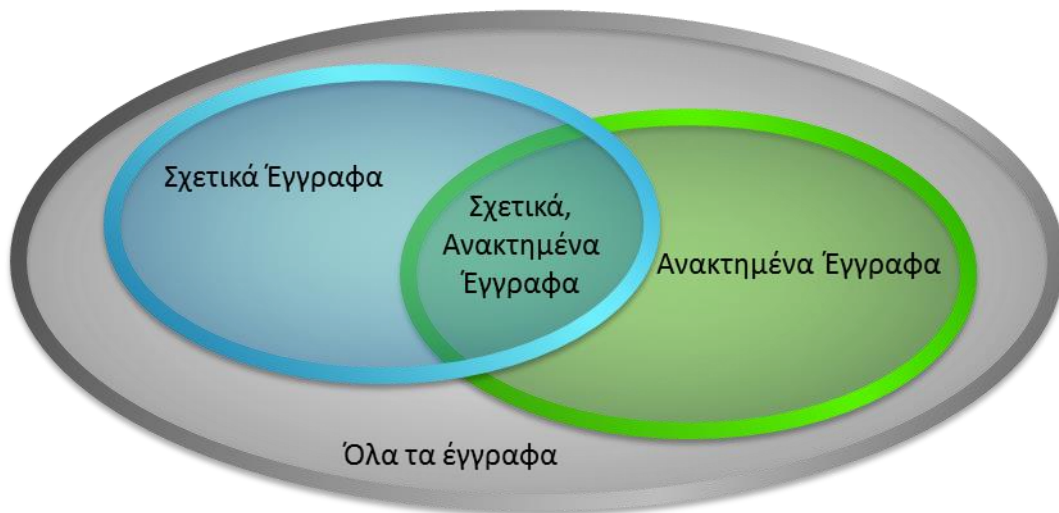 Σχετικά Έγγραφα
Σχετικά,
Ανακτημένα
Έγγραφα
Ανακτημένα Έγγραφα
Όλα τα έγγραφα